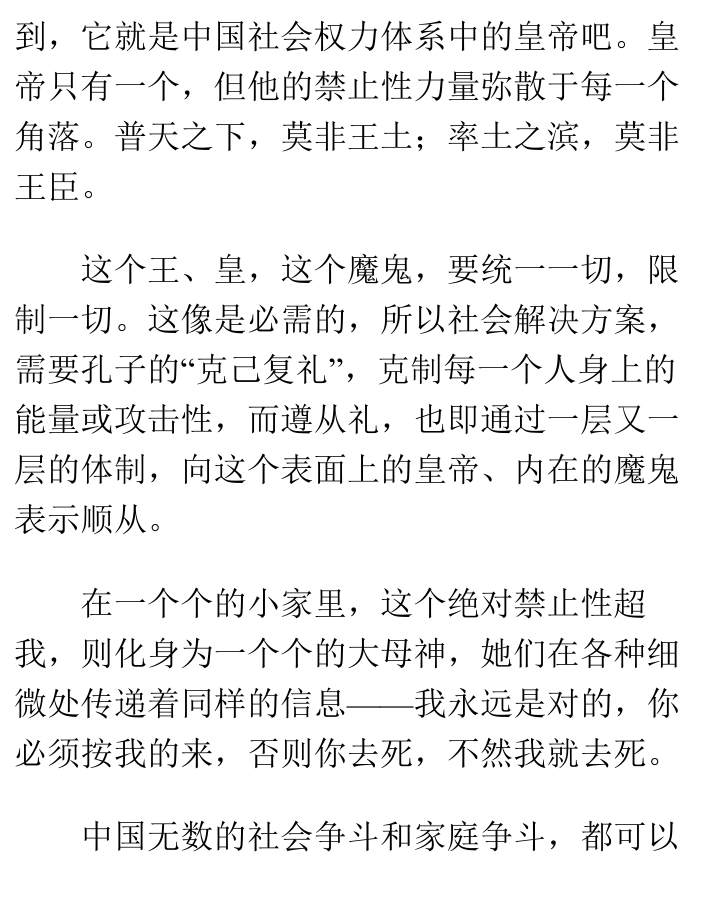 到，它就是中国社会权力体系中的皇帝吧。皇
帝只有一个，但他的禁止性力量弥散于每一个
角落。普天之下，莫非王土；率土之滨，莫非
王臣。
这个王、皇，这个魔鬼，要统一一切，限
制一切。这像是必需的，所以社会解决方案，
需要孔子的“克己复礼”，克制每一个人身上的
能量或攻击性，而遵从礼，也即通过一层又一
层的体制，向这个表面上的皇帝、内在的魔鬼
表示顺从。
在一个个的小家里，这个绝对禁止性超
我，则化身为一个个的大母神，她们在各种细
微处传递着同样的信息——我永远是对的，你
必须按我的来，否则你去死，不然我就去死。
中国无数的社会争斗和家庭争斗，都可以